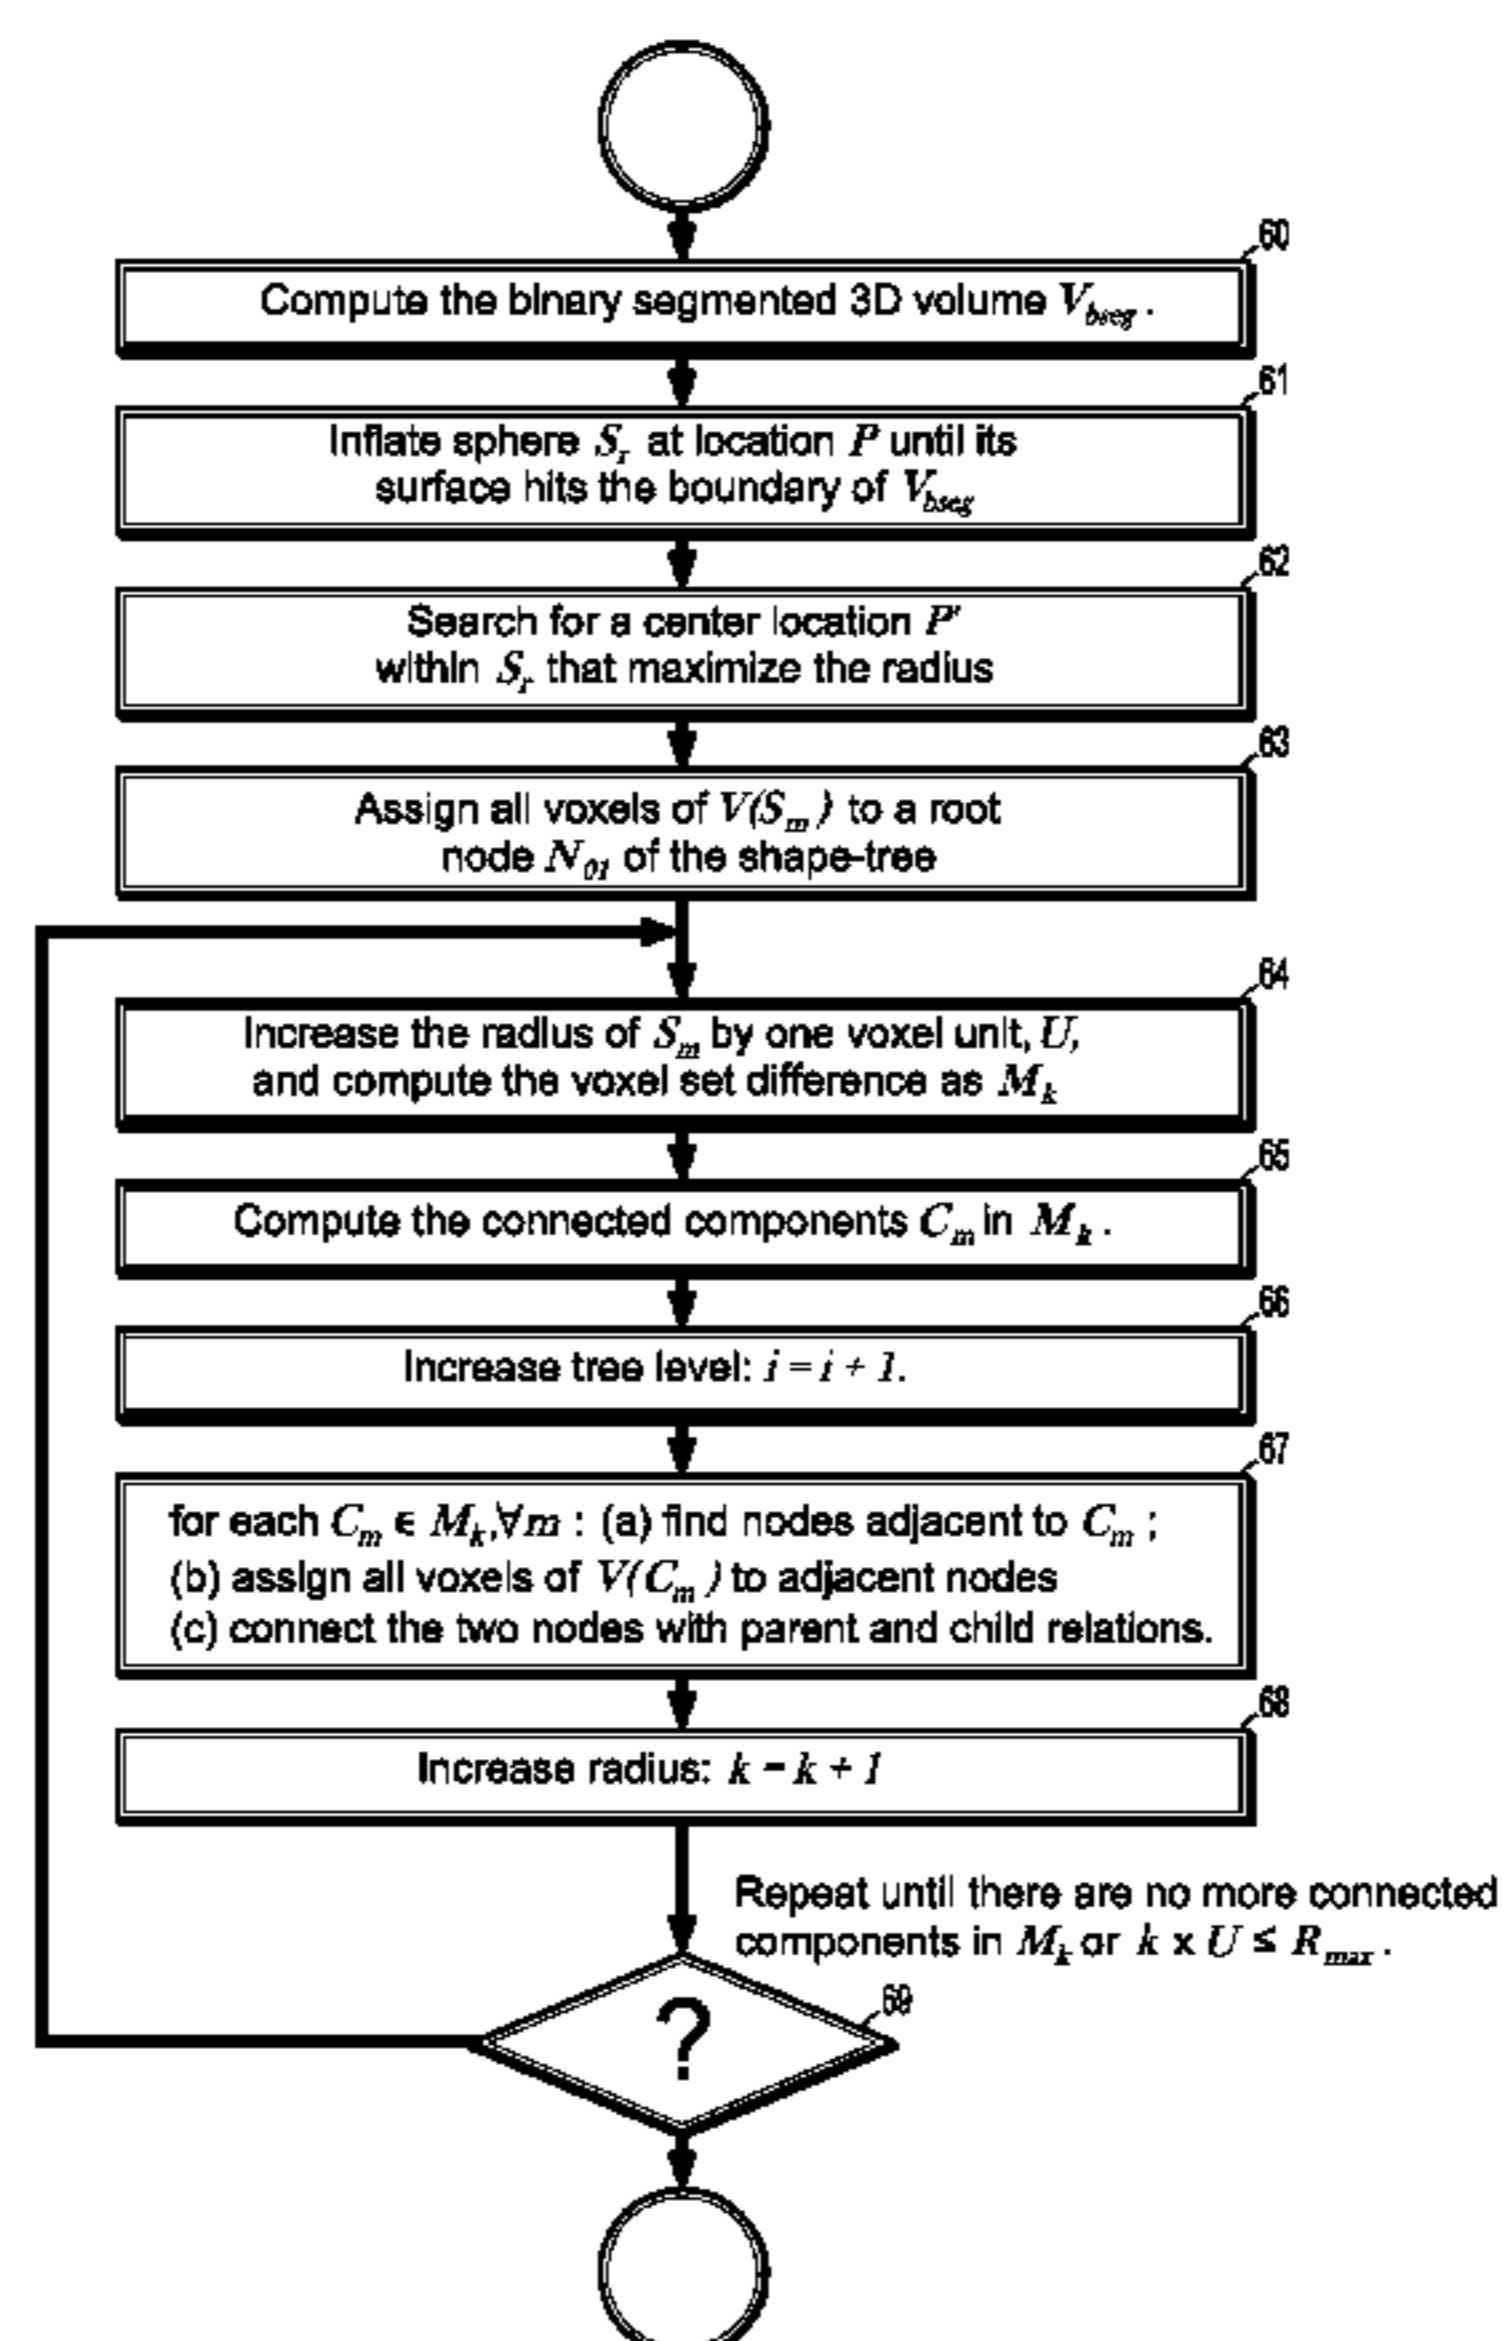 60
Compute the binary segmented 3D volume V_bseg.
61
Inflate sphere S_r at location P until its
surface hits the boundary of V_bseg
62
Search for a center location P'
within S_r that maximize the radius
63
Assign all voxels of V(S_m) to a root
node N_01 of the shape-tree
64
Increase the radius of S_m by one voxel unit, U,
and compute the voxel set difference as M_k
65
Compute the connected components C_m in M_k.
66
Increase tree level: i = i + 1.
67
for each C_m ∈ M_k, ∀m : (a) find nodes adjacent to C_m ;
(b) assign all voxels of V(C_m) to adjacent nodes
(c) connect the two nodes with parent and child relations.
68
Increase radius: k = k + 1
Repeat until there are no more connected
components in M_k or k x U ≤ R_max.
69
?